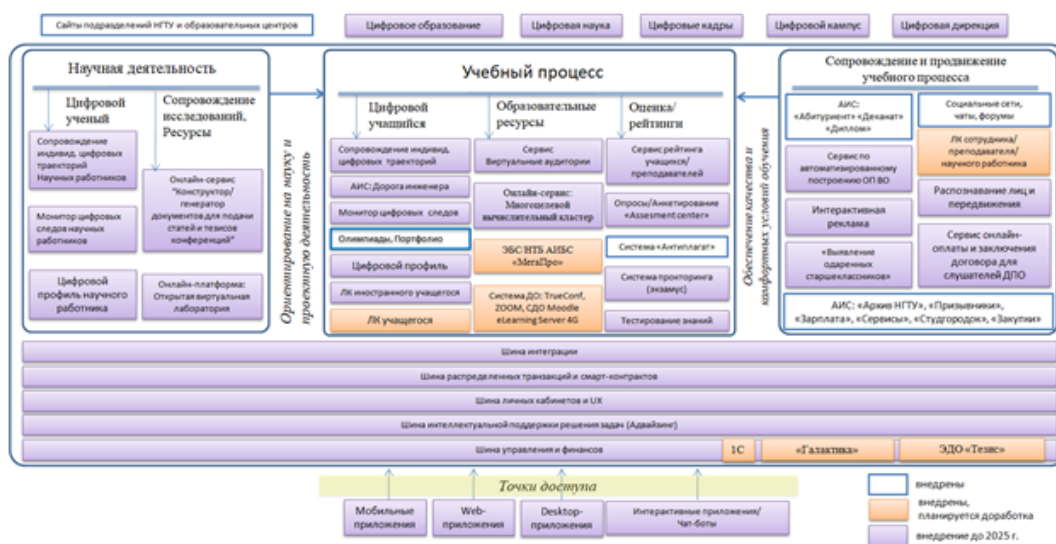 Сайты подразделений НГТУ и образовательных центров
Цифровое образование
Цифровая наука
Цифровые кадры
Цифровой кампус
Цифровая дирекция
Научная деятельность
Цифровой
ученый
Сопровождение
исследований,
Ресурсы
Сопровождение
индивид. цифровых
траекторий
Научных работников
Монитор цифровых
следов научных
работников
Цифровой
профиль научного
работника
Онлайн-сервис
"Конструктор/
генератор
документов для подачи
статей и тезисов
конференций"
Онлайн-платформа:
Открытая виртуальная
лаборатория
Ориентирование на науку и
проектную деятельность
Учебный процесс
Цифровой
учащийся
Образовательные
ресурсы
Оценка/
рейтинги
Сопровождение индивид.
цифровых траекторий
АИС: Дорога инженера
Монитор цифровых следов
Олимпиады, Портфолио
Цифровой профиль
ЛК иностранного учащегося
ЛК учащегося
Сервис
Виртуальные аудитории
Онлайн-сервис:
Многоцелевой
вычислительный кластер
ЭБС НТБ АИБС
«МегаПро»
Система ДО: TrueConf,
ZOOM, СДО Moodle
eLearning Server 4G
Сервис рейтинга
учащихся/
преподавателей
Опросы/Анкетирование
«Assesment center»
Система «Антиплагат»
Система прокторинга
(экзамус)
Тестирование знаний
Обеспечение качества и
комфортных условий обучения
Сопровождение и продвижение
учебного процесса
АИС:
«Абитуриент» «Деканат»
«Диплом»
Сервис по
автоматизированному
построению ОП ВО
Интерактивная
реклама
«Выявление
одаренных
старшеклассников»
Социальные сети,
чаты, форумы
ЛК сотрудника/
преподавателя/
научного работника
Распознавание лиц и
передвижения
Сервис онлайн-
оплаты и заключения
договора для
слушателей ДПО
АИС: «Архив НГТУ», «Призывники»,
«Зарплата», «Сервисы», «Студгородок», «Закупки»
Шина интеграции
Шина распределенных транзакций и смарт-контрактов
Шина личных кабинетов и UX
Шина интеллектуальной поддержки решения задач (Адвайзинг)
Шина управления и финансов
1С
«Галактика»
ЭДО «Тезис»
Точки доступа
Мобильные
приложения
Web-
приложения
Desktop-
приложения
Интерактивные приложения/
Чат-боты
внедрены
внедрены,
планируется доработка
внедрение до 2025 г.